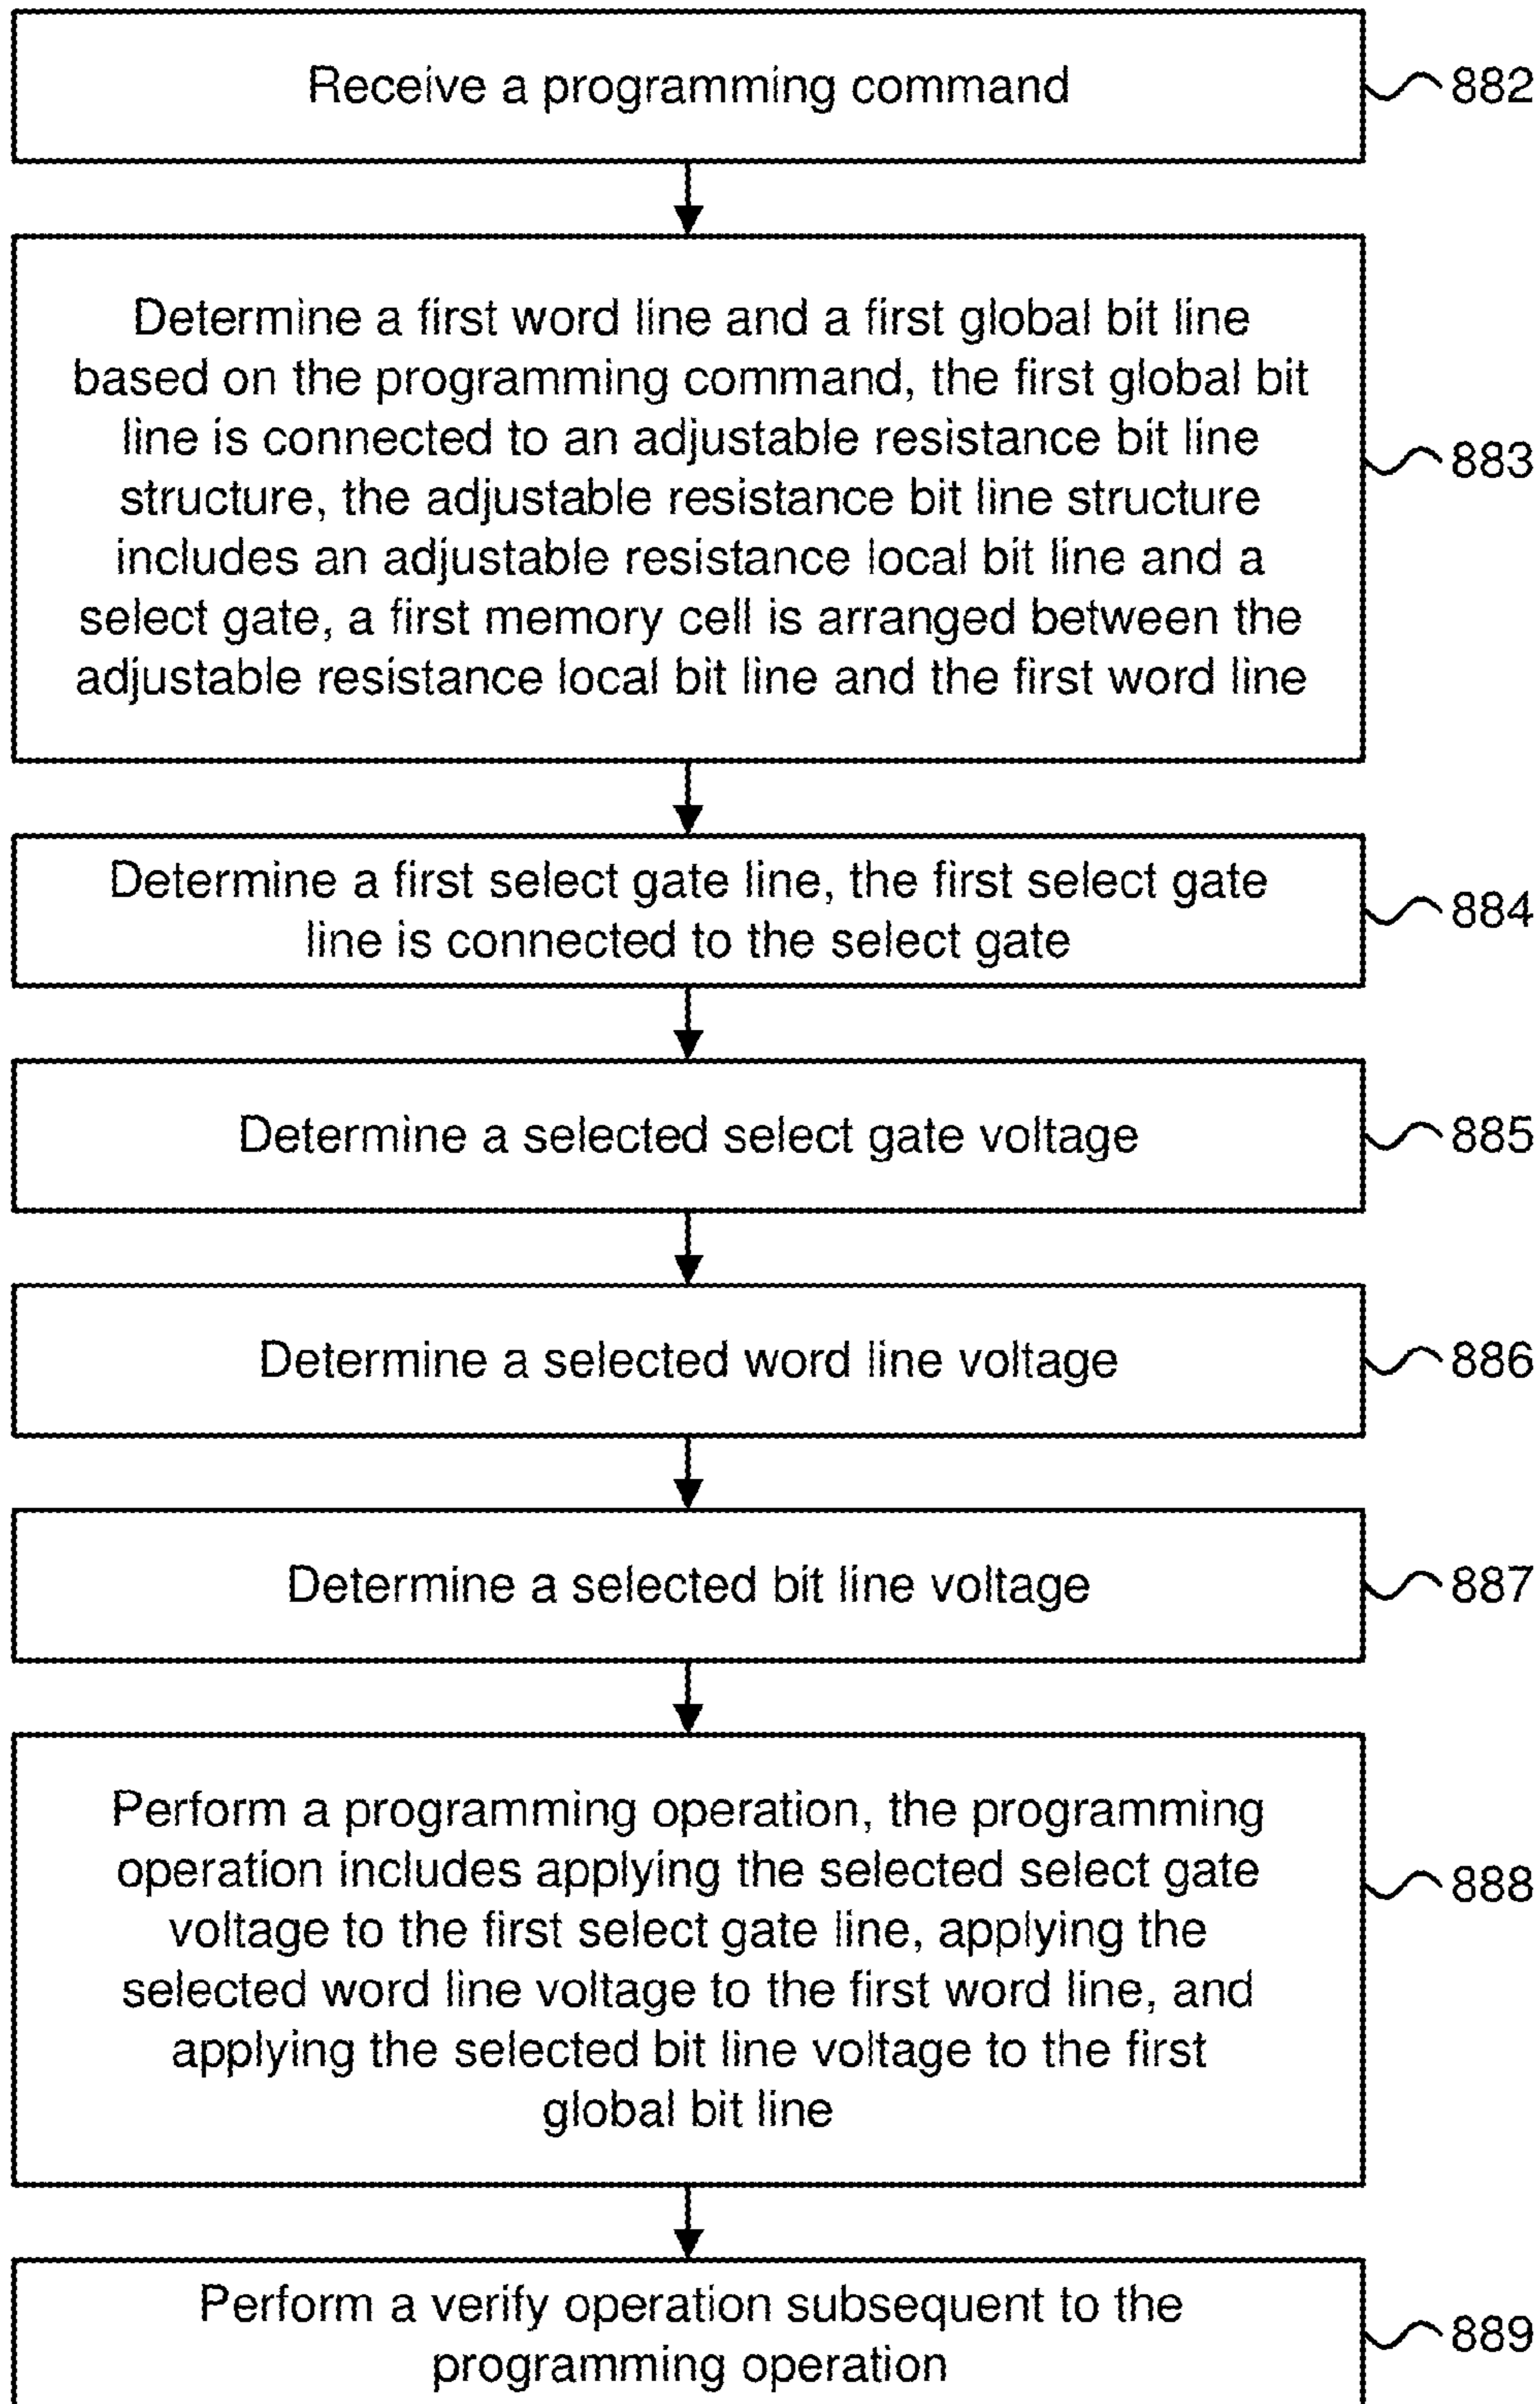 Receive a programming command
882
Determine a first word line and a first global bit line
based on the programming command, the first global bit
line is connected to an adjustable resistance bit line
structure, the adjustable resistance bit line structure
includes an adjustable resistance local bit line and a
select gate, a first memory cell is arranged between the
adjustable resistance local bit line and the first word line
883
Determine a first select gate line, the first select gate
line is connected to the select gate
884
Determine a selected select gate voltage
885
Determine a selected word line voltage
886
Determine a selected bit line voltage
887
Perform a programming operation, the programming
operation includes applying the selected select gate
voltage to the first select gate line, applying the
selected word line voltage to the first word line, and
applying the selected bit line voltage to the first
global bit line
888
Perform a verify operation subsequent to the
programming operation
889